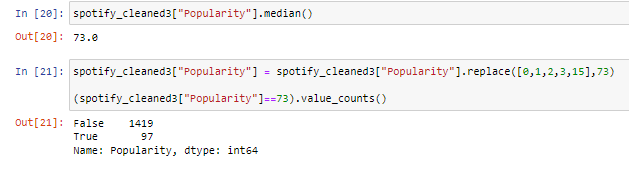 In [20]: spotify_cleaned3["Popularity"].median()
Out[20]: 73.0
In [21]: spotify_cleaned3["Popularity"] = spotify_cleaned3["Popularity"].replace([0,1,2,3,15],73)
(spotify_cleaned3["Popularity"]==73).value_counts()
Out[21]: False    1419
True       97
Name: Popularity, dtype: int64